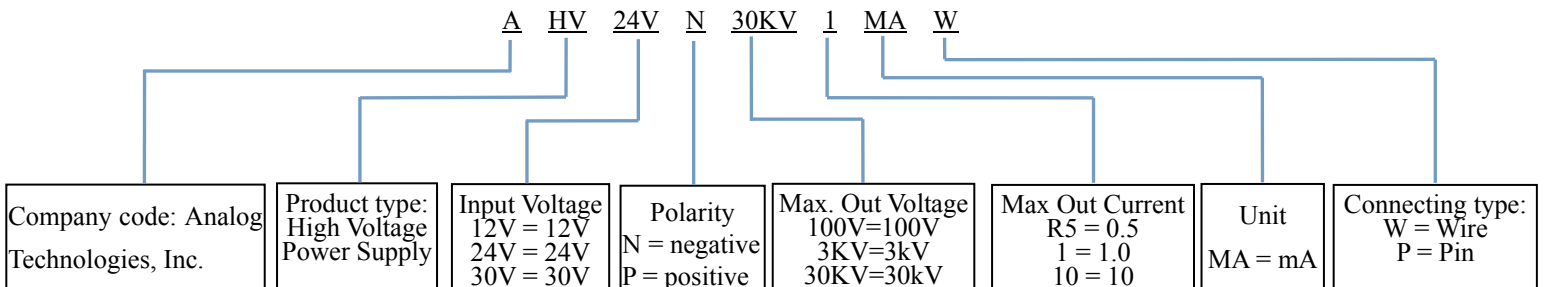 A HV 24V N 30KV 1 MA W
Company code: Analog
Technologies, Inc.
Product type:
High Voltage
Power Supply
Input Voltage
12V = 12V
24V = 24V
30V = 30V
Polarity
N = negative
P = positive
Max. Out Voltage
100V=100V
3KV=3kV
30KV=30kV
Max Out Current
R5 = 0.5
1 = 1.0
10 = 10
Unit
MA = mA
Connecting type:
W = Wire
P = Pin